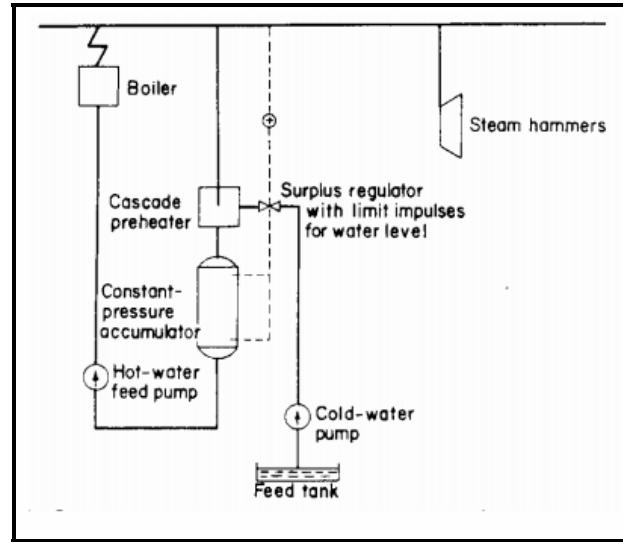 Boiler
Steam hammers
Cascade
preheater
Surplus regulator
with limit impulses
for water level
Constant-
pressure
accumulator
Hot-water
feed pump
Cold-water
pump
Feed tank